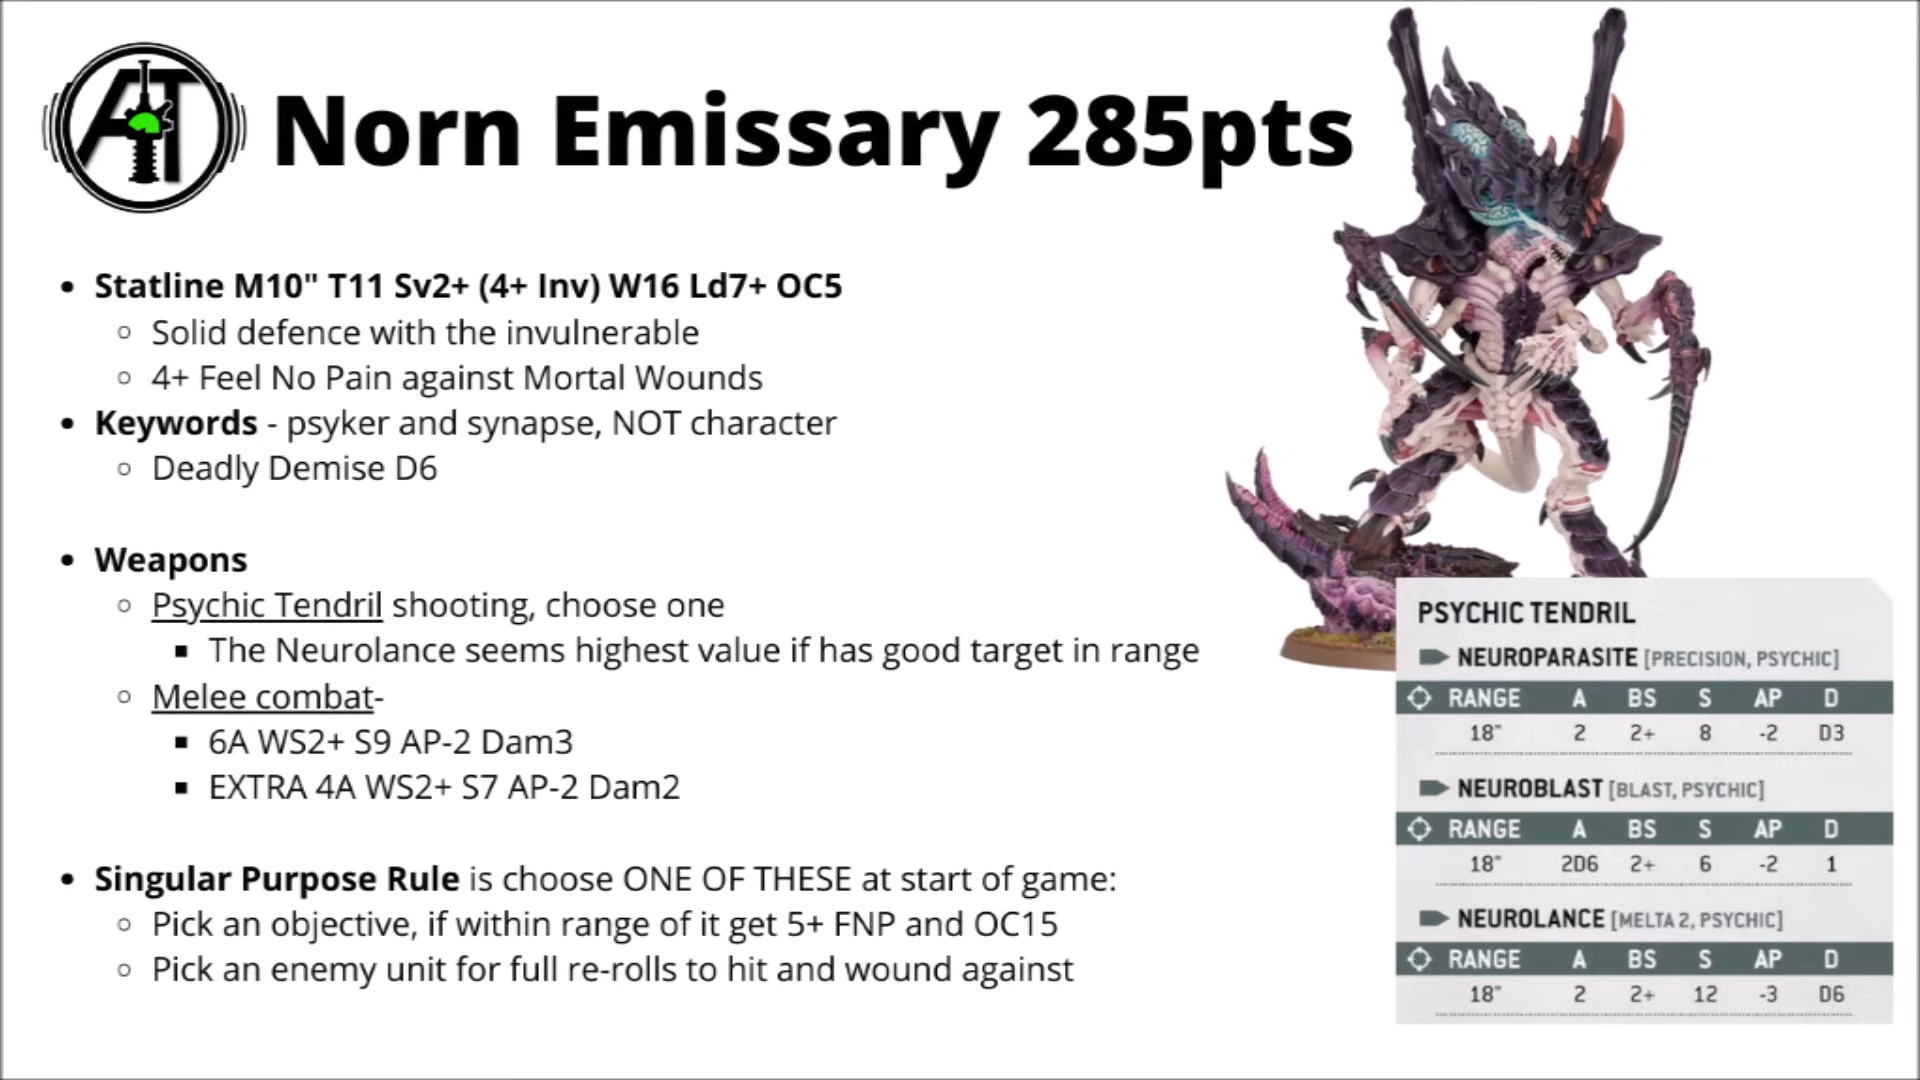 AT
Norn Emissary 285pts
• Statline M10" T11 Sv2+ (4+ Inv) W16 Ld7+ OC5
○ Solid defence with the invulnerable
○ 4+ Feel No Pain against Mortal Wounds
• Keywords - psyker and synapse, NOT character
○ Deadly Demise D6
• Weapons
○ Psychic Tendril shooting, choose one
▪ The Neurolance seems highest value if has good target in range
○ Melee combat-
▪ 6A WS2+ S9 AP-2 Dam3
▪ EXTRA 4A WS2+ S7 AP-2 Dam2
• Singular Purpose Rule is choose ONE OF THESE at start of game:
○ Pick an objective, if within range of it get 5+ FNP and OC15
○ Pick an enemy unit for full re-rolls to hit and wound against
PSYCHIC TENDRIL
NEUROPARASITE [PRECISION, PSYCHIC]
RANGE A BS S AP D
18" 2 2+ 8 -2 D3
NEUROBLAST [BLAST, PSYCHIC]
RANGE A BS S AP D
18" 2D6 2+ 6 -2 1
NEUROLANCE [MELTA 2, PSYCHIC]
RANGE A BS S AP D
18" 2 2+ 12 -3 D6